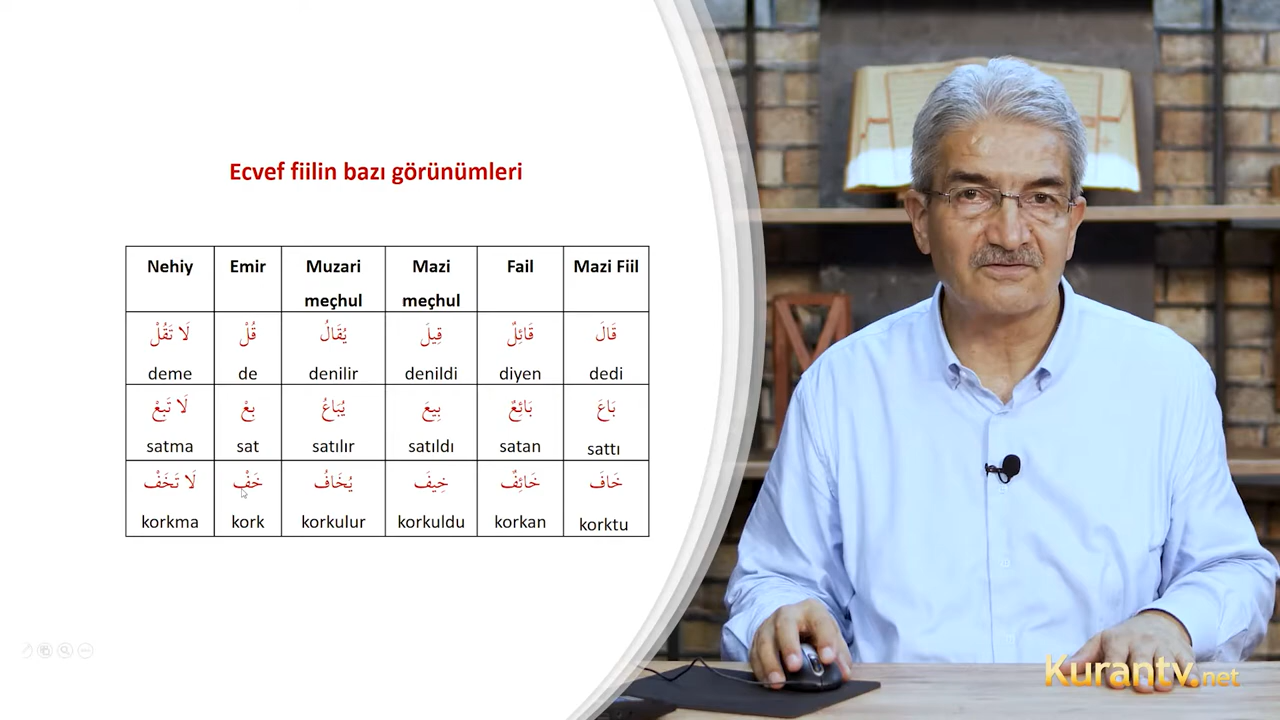 Ecvef fiilin bazı görünümleri
Nehiy Emir Muzari meçhul Mazi meçhul Fail Mazi Fiil
لَا تَقُلْ قُلْ يُقَالُ قِيلَ قَائِلٌ قَالَ
deme de denilir denildi diyen dedi
لَا تَبِعْ بِعْ يُبَاعُ بِيعَ بَائِعٌ بَاعَ
satma sat satılır satıldı satan sattı
لَا تَخَفْ خَفْ يُخَافُ خِيفَ خَائِفٌ خَافَ
korkma kork korkulur korkuldu korkan korktu
Kurantv.net